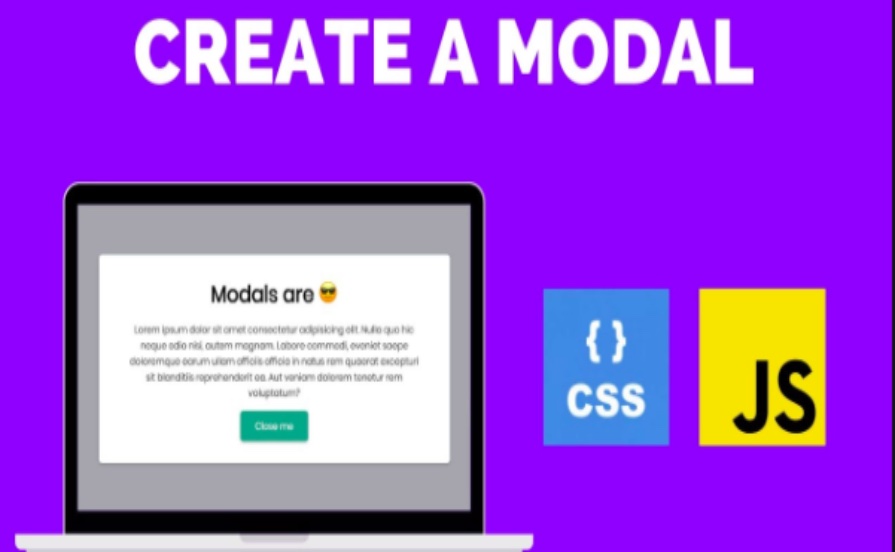 CREATE A MODAL
Modals are 😎
Lorem ipsum dolor sit amet consectetur adipisicing elit. Nulla quo hic
neque odio nisi, autem magnam. Labore commodi, eveniet saepe
doloremque earum ullam officiis officia in natus rem quaerat excepturi
sit blanditiis reprehenderit ea. Aut veniam dolorem tenetur rem
voluptatum?
Close me
{ }
CSS
JS